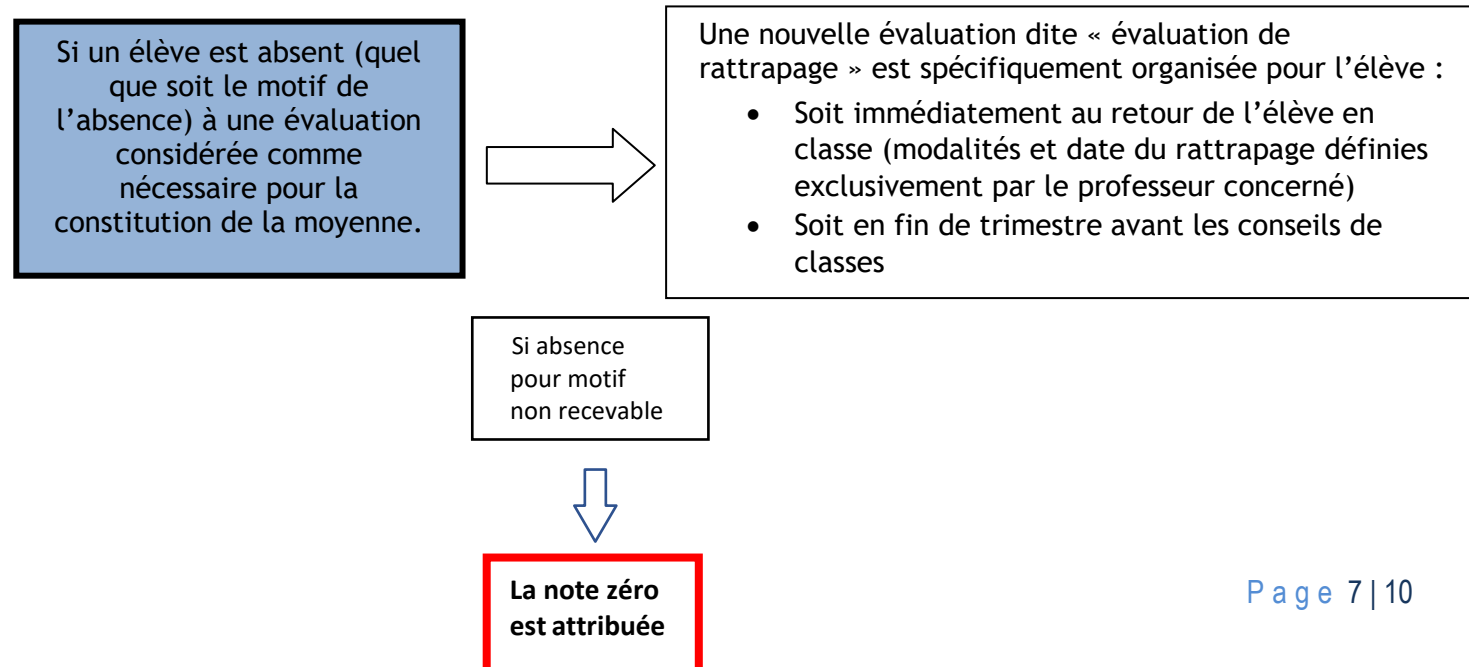 Si un élève est absent (quel
que soit le motif de
l’absence) à une évaluation
considérée comme
nécessaire pour la
constitution de la moyenne.
Une nouvelle évaluation dite « évaluation de
rattrapage » est spécifiquement organisée pour l’élève :
• Soit immédiatement au retour de l’élève en
classe (modalités et date du rattrapage définies
exclusivement par le professeur concerné)
• Soit en fin de trimestre avant les conseils de
classes
Si absence
pour motif
non recevable
La note zéro
est attribuée
Page 7 | 10